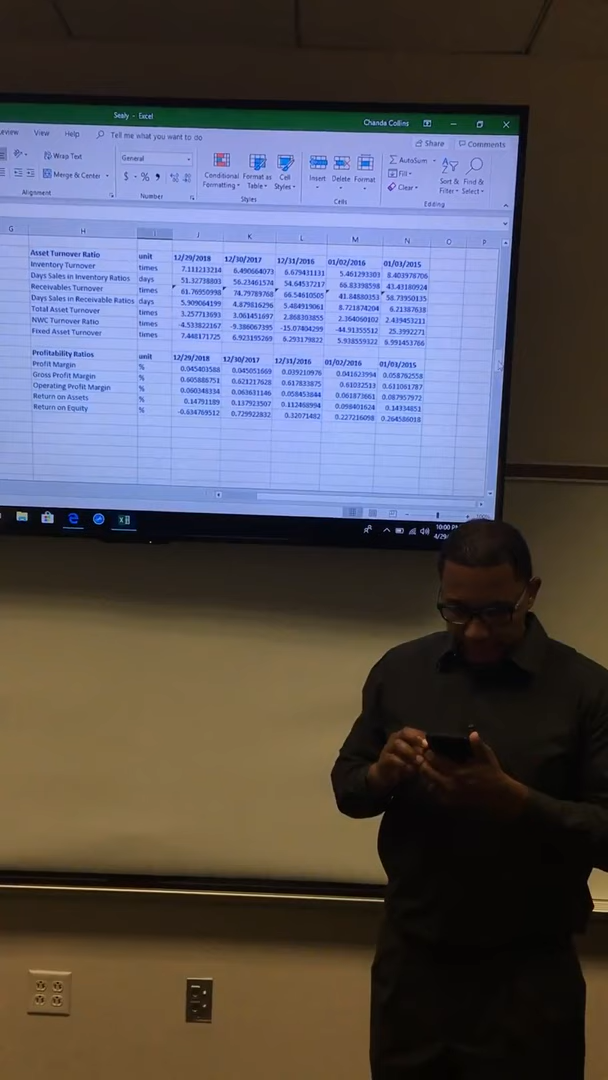 Sealy - Excel
Chanda Collins
View Help Tell me what you want to do
Share Comments
Wrap Text
General
Conditional Formatting
Format as Table
Cell Styles
Insert
Delete
Format
AutoSum
Fill
Clear
Sort &
Find & Select
Merge & Center
$ %
Alignment Number Styles Cells Editing
G H I J K L M N O P
Asset Turnover Ratio unit 12/29/2018 12/30/2017 12/31/2016 01/02/2016 01/03/2015
Inventory Turnover times 7.111213214 6.490664073 6.679431131 5.461293303 8.403978706
Days Sales in Inventory Ratios days 51.32738803 56.23461574 54.64537217 66.83398598 43.43180924
Receivables Turnover times 61.76950998 74.79789768 66.54610505 41.84880353 58.73950135
Days Sales in Receivable Ratios days 5.909064199 4.879816296 5.484919061 8.721874204 6.21387638
Total Asset Turnover times 3.257713693 3.061451697 2.868303855 2.364060102 2.439453211
NWC Turnover Ratio times -4.533822167 -9.386067395 -15.07404299 -44.91355512 25.3992271
Fixed Asset Turnover times 7.448171725 6.923195269 6.293179822 5.938559322 6.991453766
Profitability Ratios unit 12/29/2018 12/30/2017 12/31/2016 01/02/2016 01/03/2015
Profit Margin % 0.045403588 0.045051669 0.039210976 0.041623994 0.058762558
Gross Profit Margin % 0.605888751 0.621217628 0.617833875 0.61012513 0.611061787
Operating Profit Margin % 0.060348334 0.063631146 0.058453844 0.061873661 0.087957972
Return on Assets % 0.14791189 0.137923507 0.112468994 0.098401624 0.14334851
Return on Equity % -0.634769512 0.729922832 0.32071482 0.227216098 0.264586018
10:00 PM
4/29